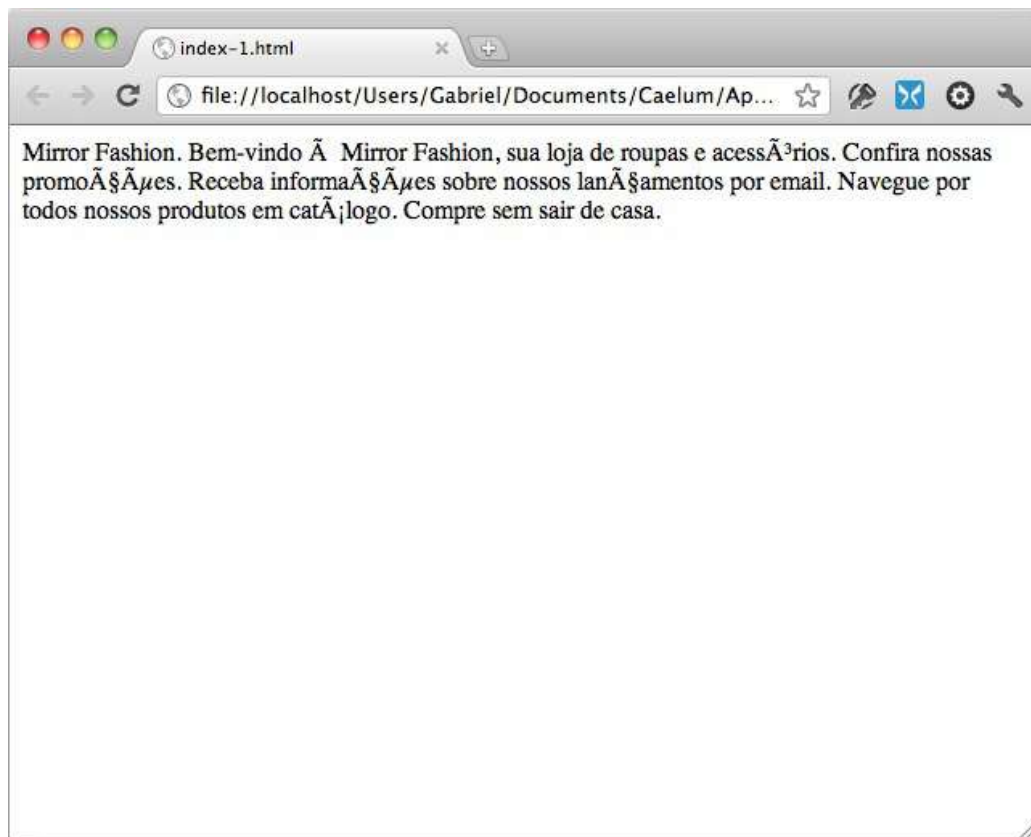 index-1.html
file://localhost/Users/Gabriel/Documents/Caelum/Ap...
Mirror Fashion. Bem-vindo Ã  Mirror Fashion, sua loja de roupas e acessÃ³rios. Confira nossas
promoÃ§Ãµes. Receba informaÃ§Ãµes sobre nossos lanÃ§amentos por email. Navegue por
todos nossos produtos em catÃ¡logo. Compre sem sair de casa.